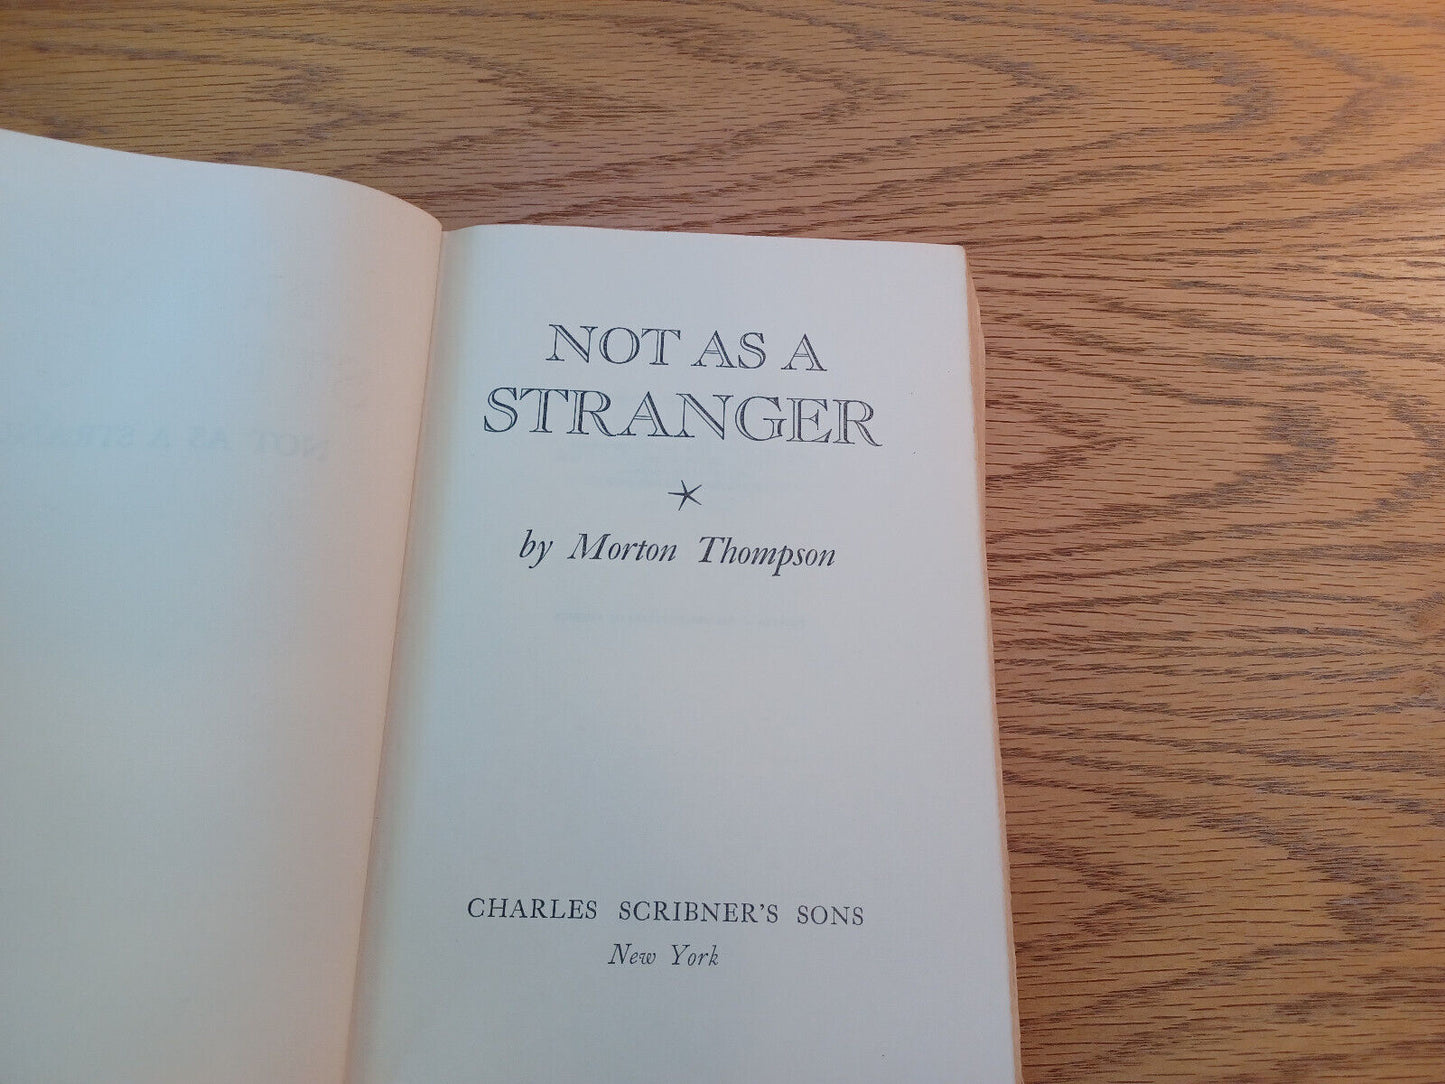 NOT AS A
STRANGER
by Morton Thompson
CHARLES SCRIBNER'S SONS
New York